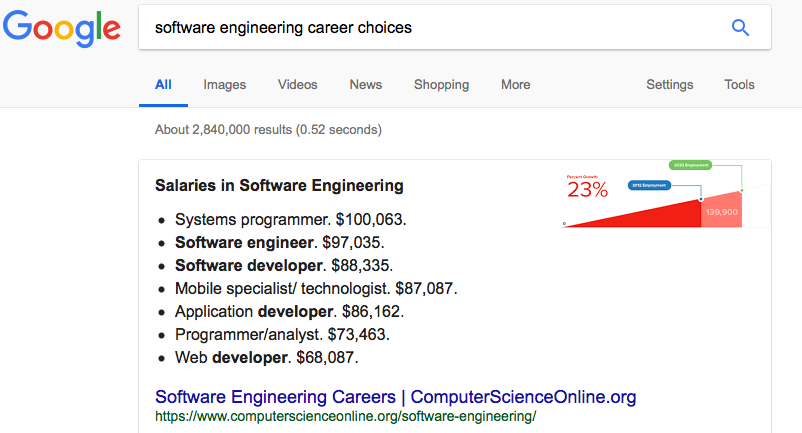 Google
software engineering career choices
All Images Videos News Shopping More Settings Tools
About 2,840,000 results (0.52 seconds)
Salaries in Software Engineering
• Systems programmer. $100,063.
• Software engineer. $97,035.
• Software developer. $88,335.
• Mobile specialist/ technologist. $87,087.
• Application developer. $86,162.
• Programmer/analyst. $73,463.
• Web developer. $68,087.
Percent Growth
23%
2012 Employment
139,900
Software Engineering Careers | ComputerScienceOnline.org
https://www.computerscienceonline.org/software-engineering/